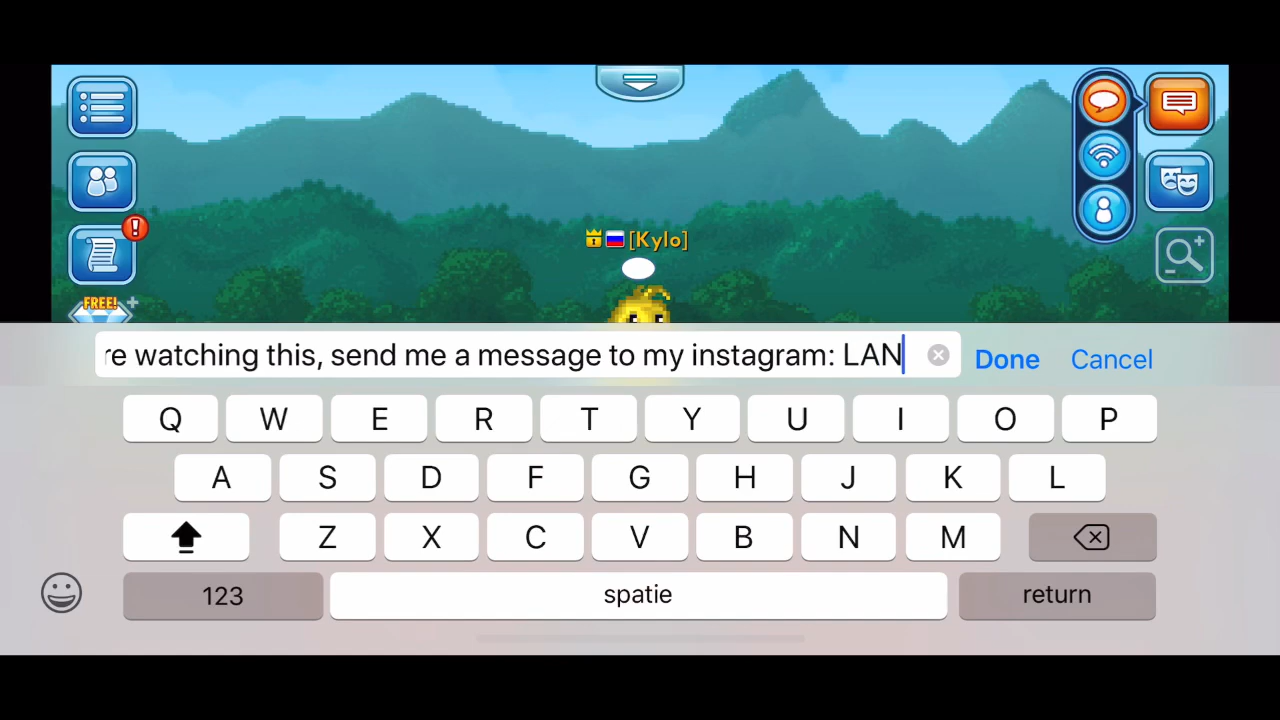 [Kylo]
FREE!
re watching this, send me a message to my instagram: LAN
Done
Cancel
Q W E R T Y U I O P
A S D F G H J K L
Z X C V B N M
123
spatie
return